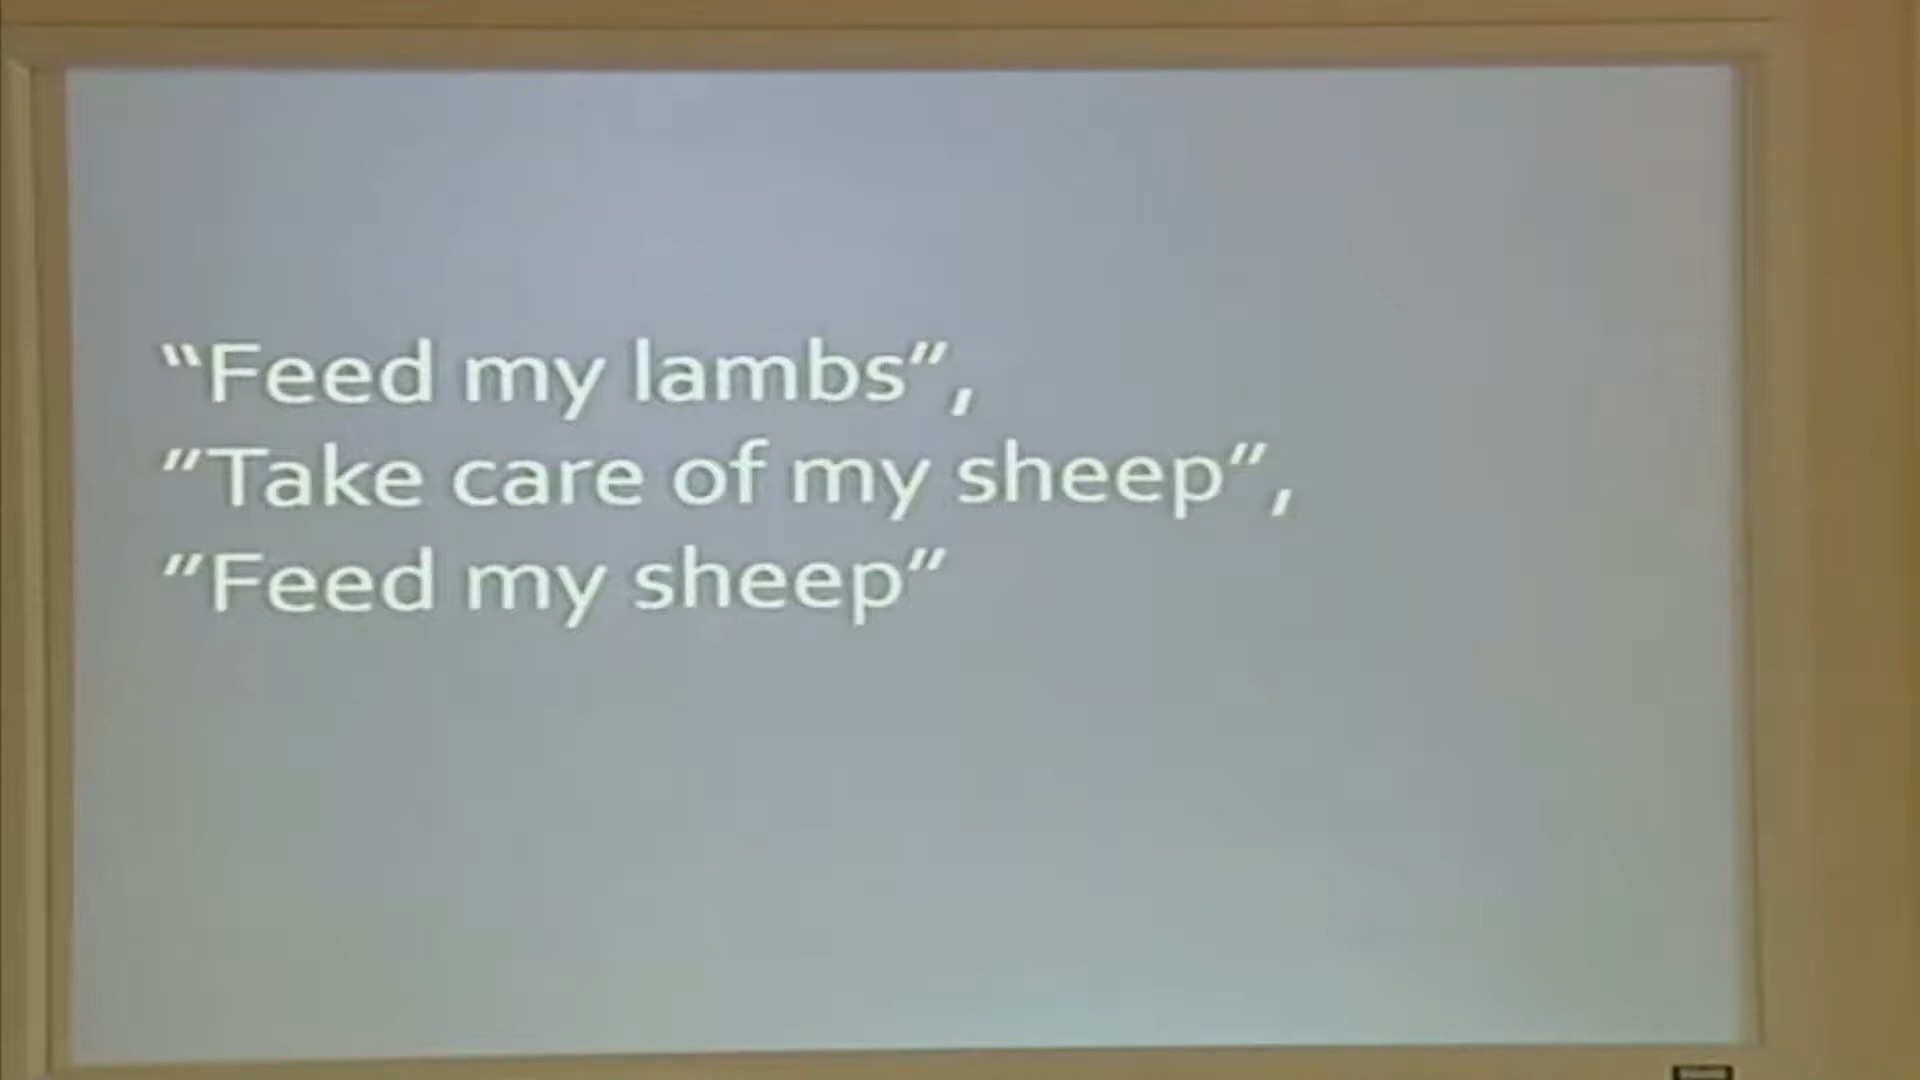 “Feed my lambs”,
”Take care of my sheep”,
”Feed my sheep”